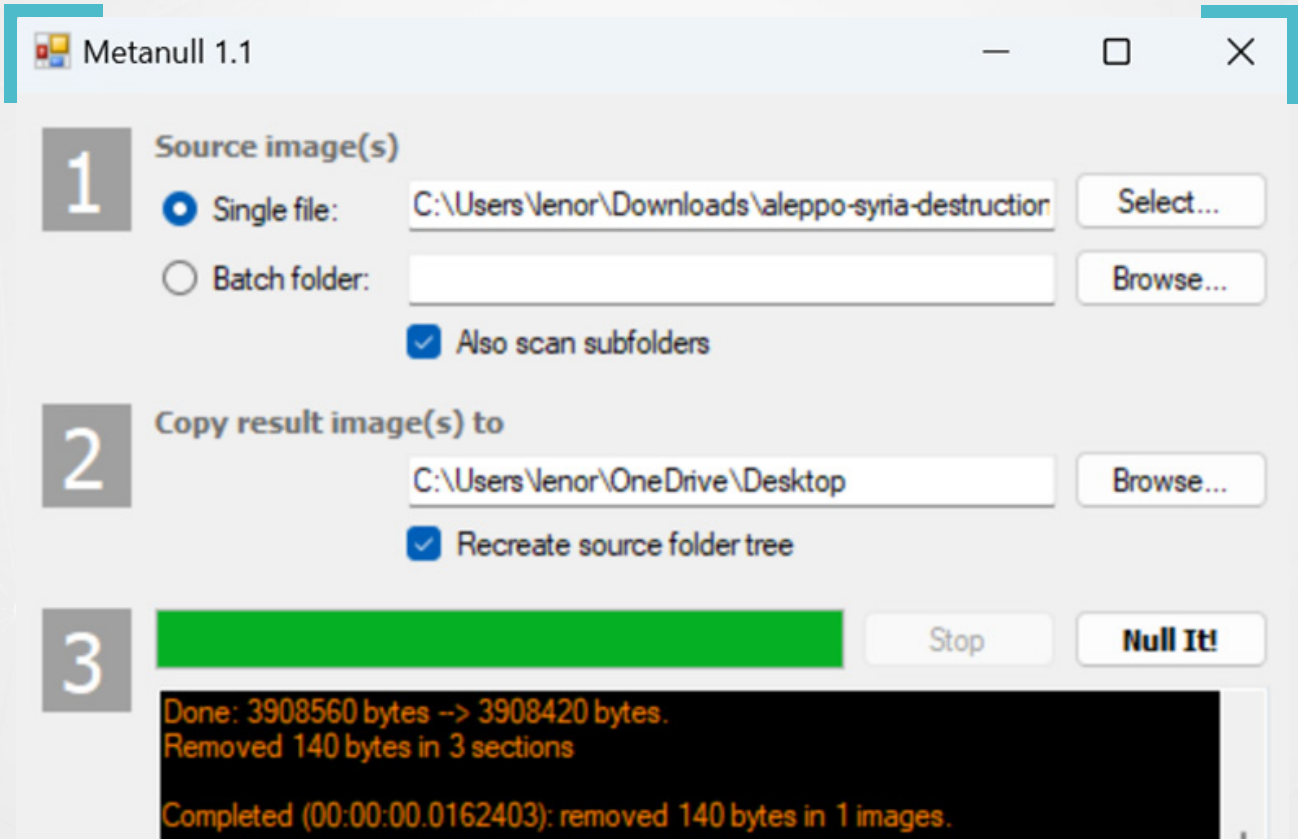 Metanull 1.1
1
Source image(s)
Single file: C:\Users\lenor\Downloads\aleppo-syria-destruction Select...
Batch folder: Browse...
Also scan subfolders
2
Copy result image(s) to
C:\Users\lenor\OneDrive\Desktop Browse...
Recreate source folder tree
3
Stop Null It!
Done: 3908560 bytes --> 3908420 bytes.
Removed 140 bytes in 3 sections
Completed (00:00:00.0162403): removed 140 bytes in 1 images.